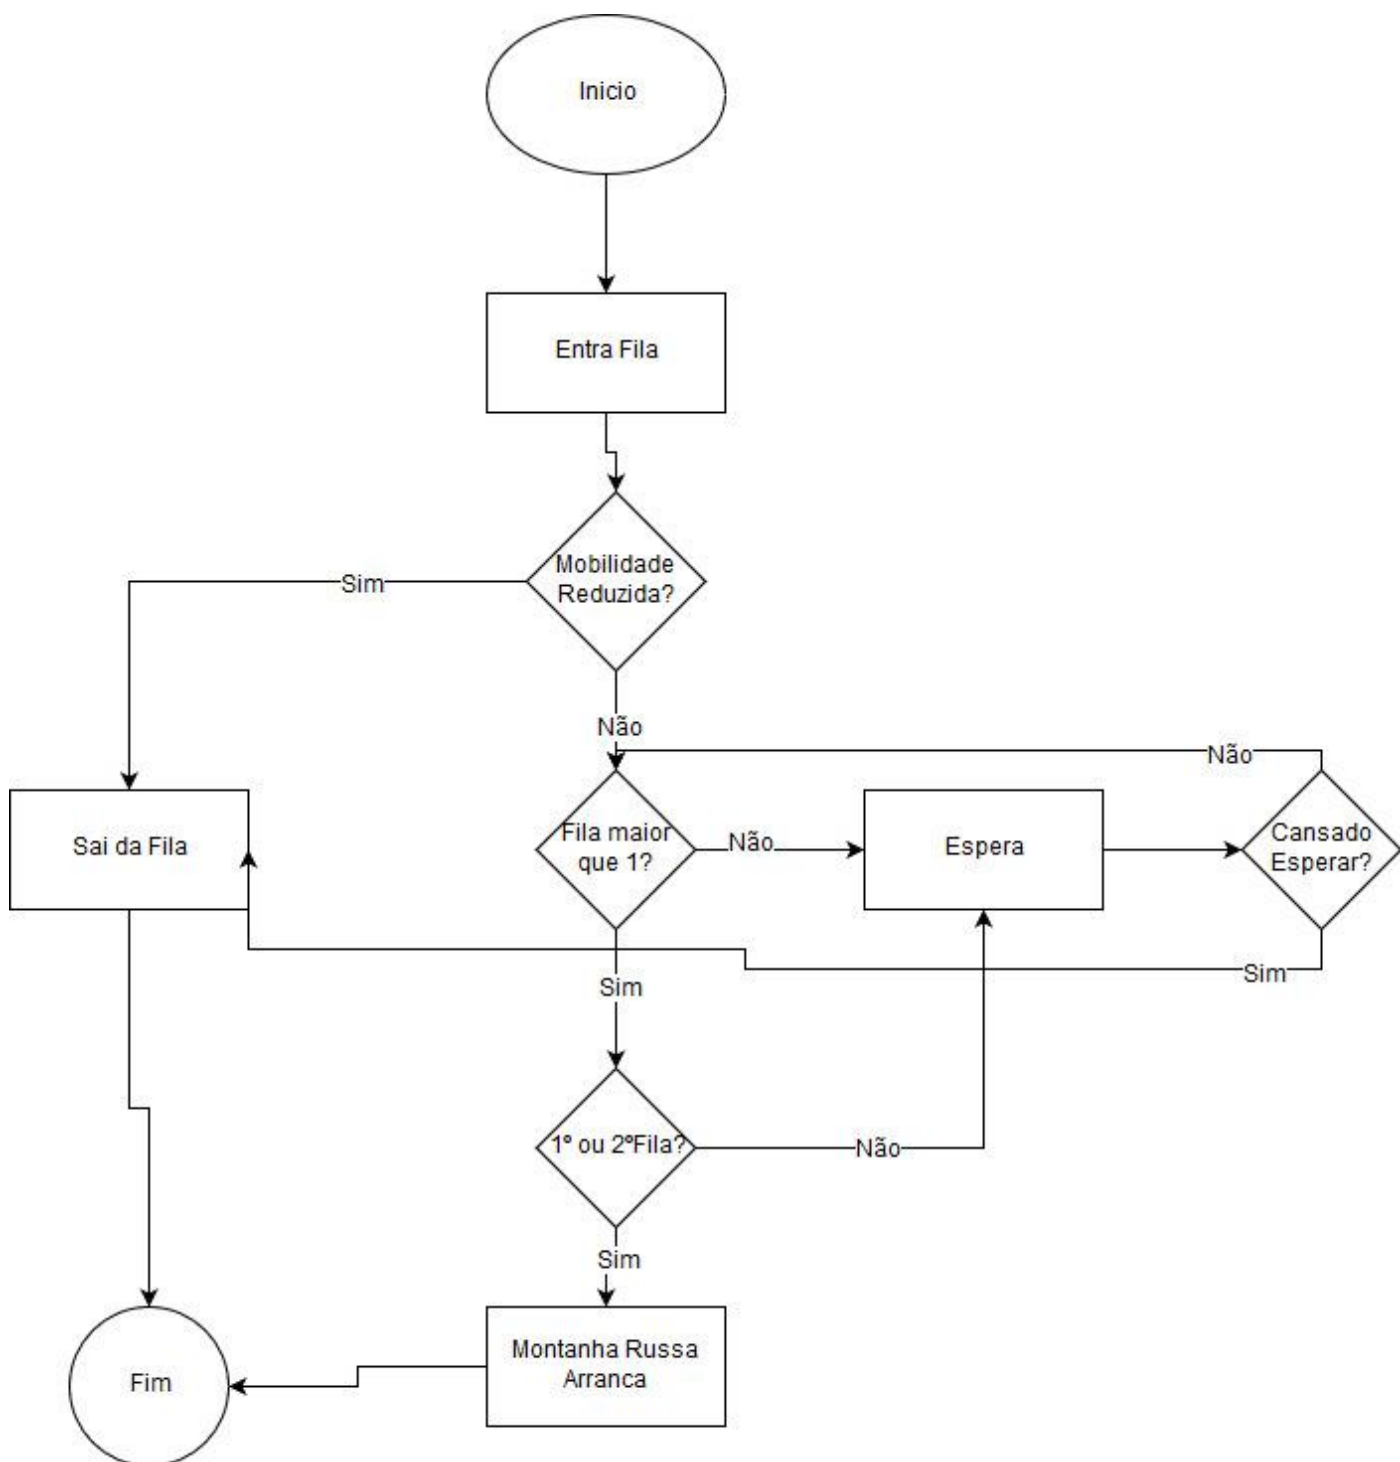 Inicio
Entra Fila
Mobilidade
Reduzida?
Sim
Não
Não
Sai da Fila
Fila maior
que 1?
Não
Espera
Cansado
Esperar?
Sim
Sim
1º ou 2ºFila?
Não
Sim
Montanha Russa
Arranca
Fim